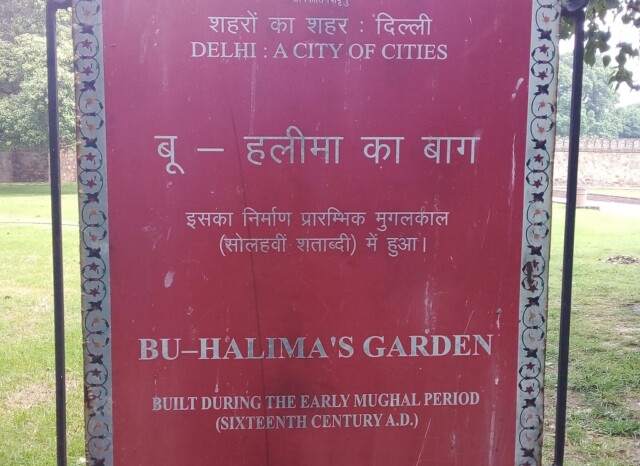 शहरों का शहर : दिल्ली
DELHI : A CITY OF CITIES
बू – हलीमा का बाग
इसका निर्माण प्रारम्भिक मुगलकाल
(सोलहवीं शताब्दी) में हुआ।
BU–HALIMA'S GARDEN
BUILT DURING THE EARLY MUGHAL PERIOD
(SIXTEENTH CENTURY A.D.)